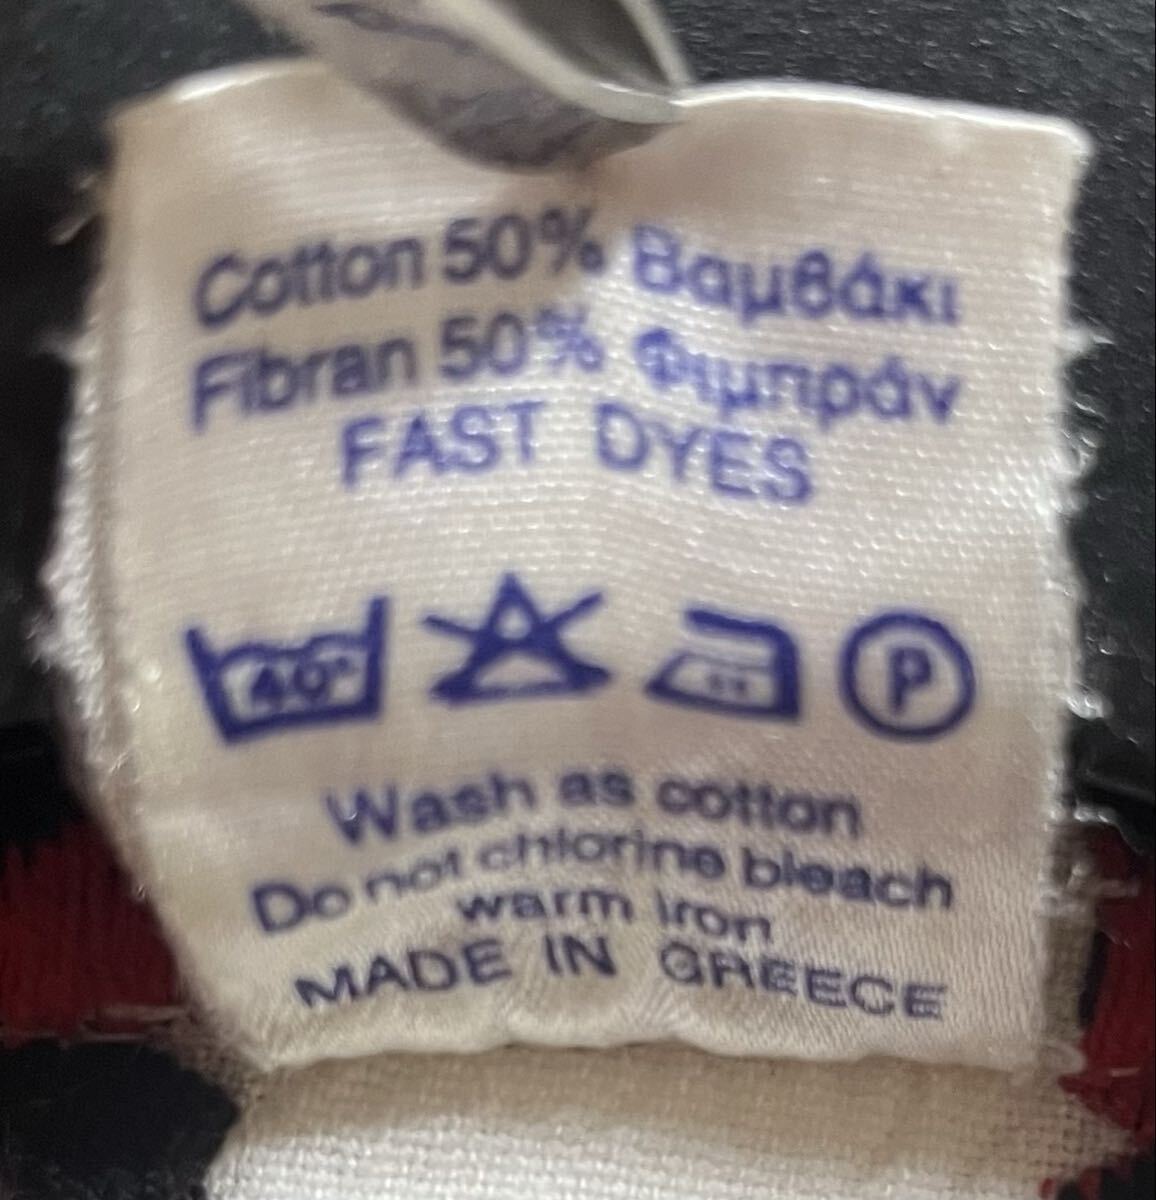 Cotton 50% Βαμβάκι
Fibran 50% Φιμπράν
FAST DYES
40°
P
Wash as cotton
Do not chlorine bleach
warm iron
MADE IN GREECE